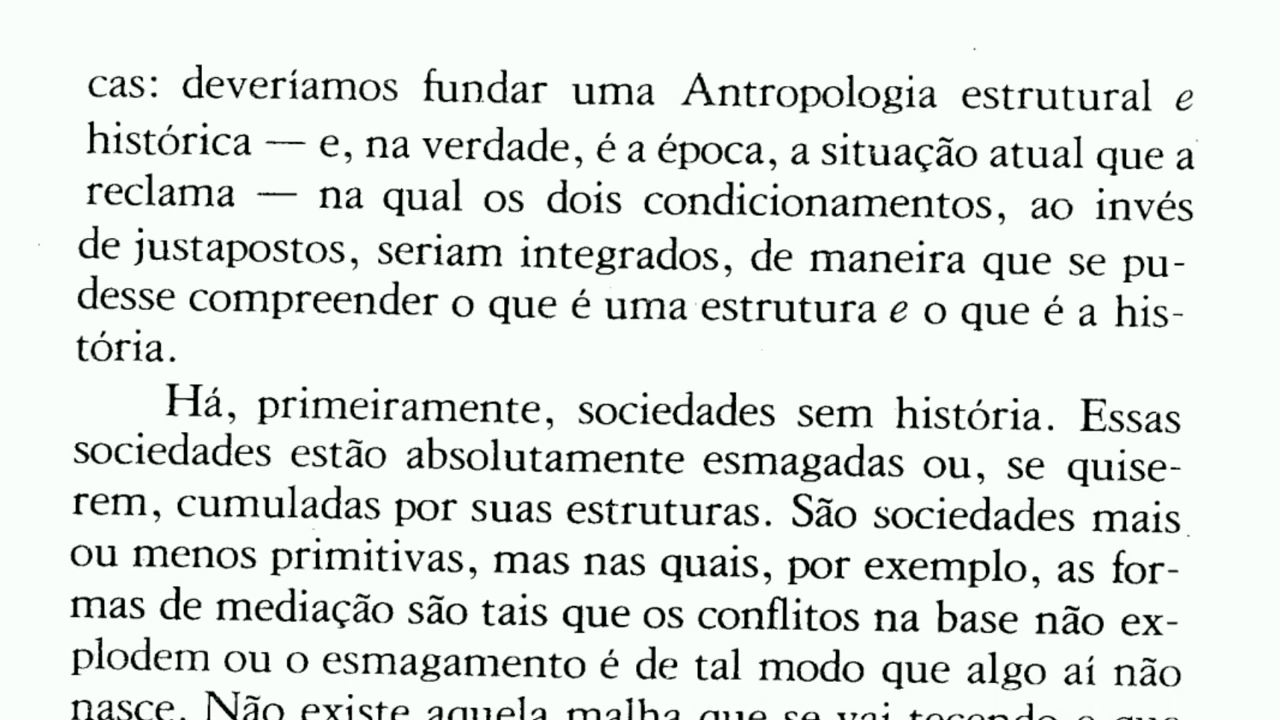 cas: deveríamos fundar uma Antropologia estrutural e
histórica — e, na verdade, é a época, a situação atual que a
reclama — na qual os dois condicionamentos, ao invés
de justapostos, seriam integrados, de maneira que se pu-
desse compreender o que é uma estrutura e o que é a his-
tória.
Há, primeiramente, sociedades sem história. Essas
sociedades estão absolutamente esmagadas ou, se quise-
rem, cumuladas por suas estruturas. São sociedades mais
ou menos primitivas, mas nas quais, por exemplo, as for-
mas de mediação são tais que os conflitos na base não ex-
plodem ou o esmagamento é de tal modo que algo aí não
nasce. Não existe aquela malha que se vai tecendo e que